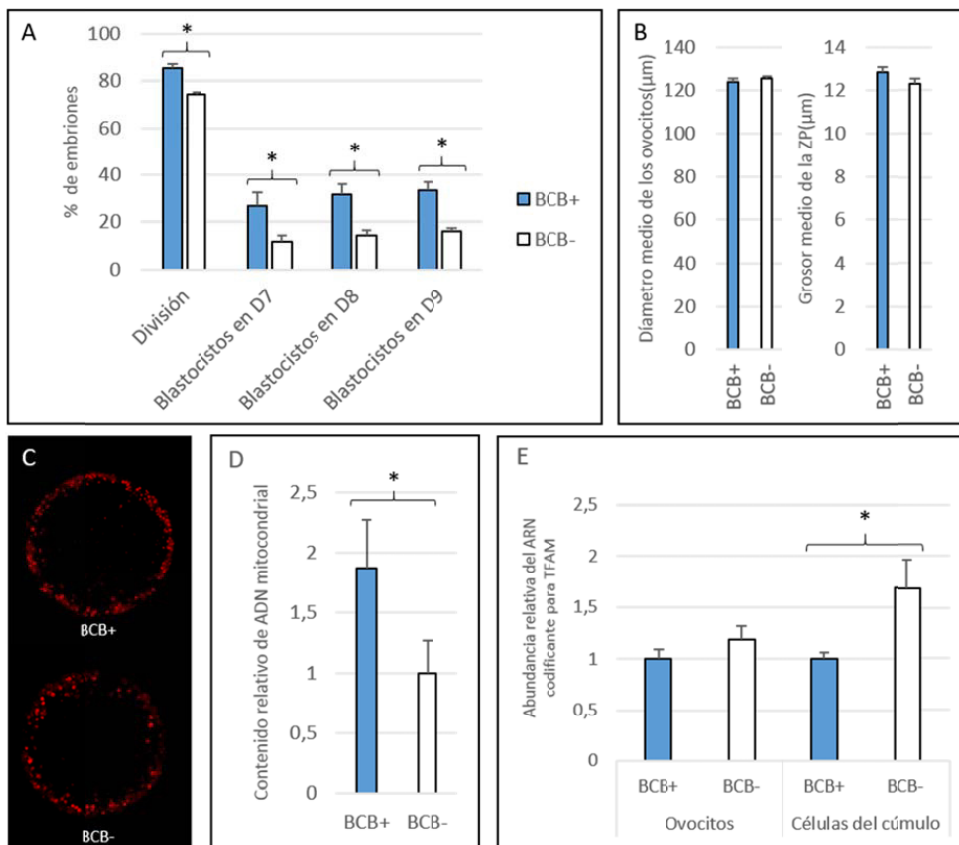 A
*
100
80
60
40
20
0
% de embriones
*
*
*
División
Blastocistos en D7
Blastocistos en D8
Blastocistos en D9
BCB+
BCB-
B
Díametro medio de los ovocitos(µm)
140
120
100
80
60
40
20
0
BCB+
BCB-
Grosor medio de la ZP(µm)
14
12
10
8
6
4
2
0
BCB+
BCB-
C
BCB+
BCB-
D
*
Contenido relativo de ADN mitocondrial
2,5
2
1,5
1
0,5
0
BCB+
BCB-
E
*
Abundancia relativa del ARN
codificante para TFAM
2,5
2
1,5
1
0,5
0
BCB+
BCB-
BCB+
BCB-
Ovocitos
Células del cúmulo